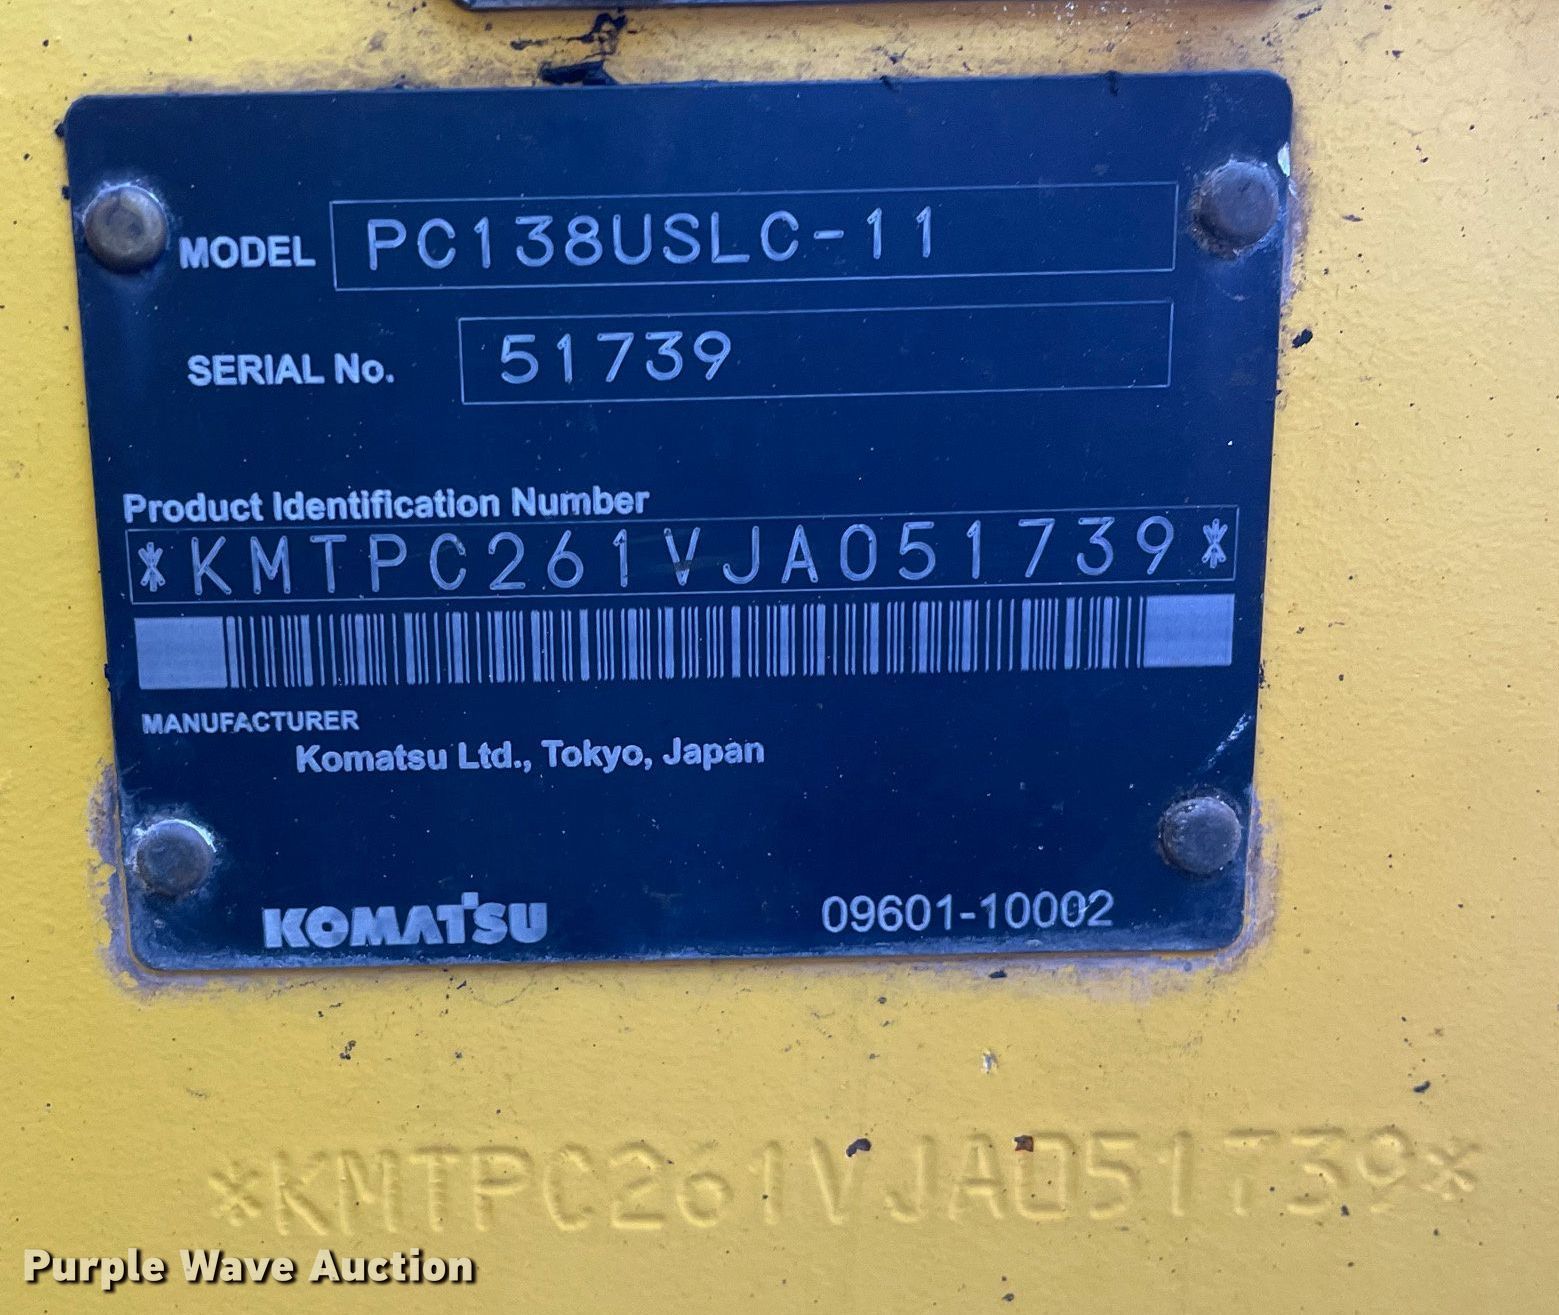 MODEL PC138USLC-11
SERIAL No. 51739
Product Identification Number
*KMTPC261VJA051739*
MANUFACTURER
Komatsu Ltd., Tokyo, Japan
KOMATSU 09601-10002
*KMTPC261VJA051739*
Purple Wave Auction